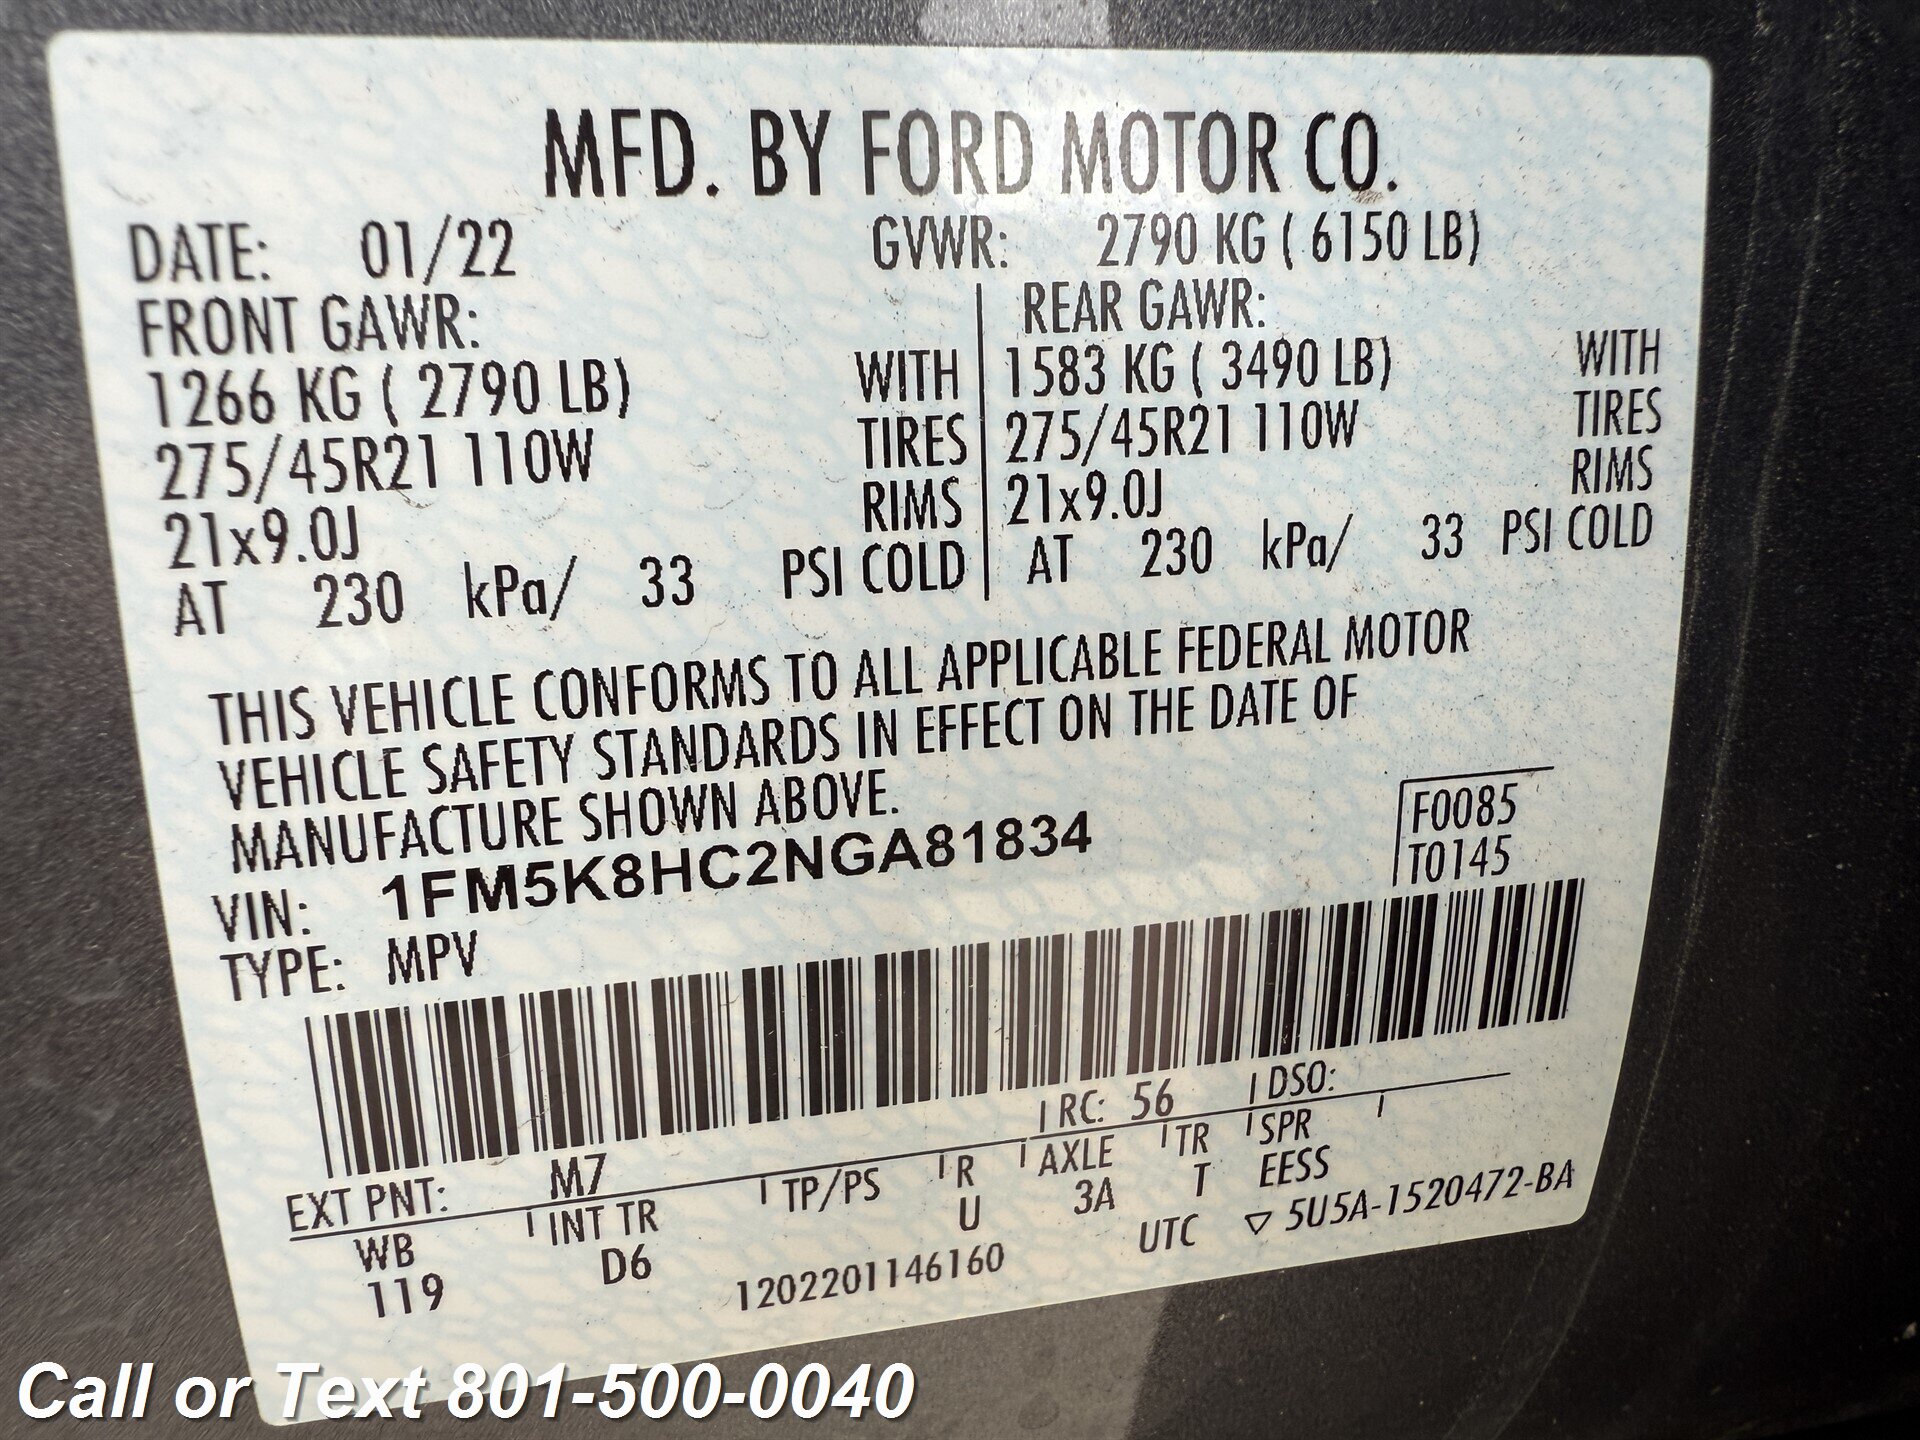 MFD. BY FORD MOTOR CO.
DATE: 01/22 GVWR: 2790 KG ( 6150 LB)
FRONT GAWR: REAR GAWR:
1266 KG ( 2790 LB) WITH 1583 KG ( 3490 LB) WITH
275/45R21 110W TIRES 275/45R21 110W TIRES
21x9.0J RIMS 21x9.0J RIMS
AT 230 kPa/ 33 PSI COLD AT 230 kPa/ 33 PSI COLD
THIS VEHICLE CONFORMS TO ALL APPLICABLE FEDERAL MOTOR
VEHICLE SAFETY STANDARDS IN EFFECT ON THE DATE OF
MANUFACTURE SHOWN ABOVE.
F0085
VIN: 1FM5K8HC2NGA81834
T0145
TYPE: MPV
RC: 56 DSO:
EXT PNT: M7
WB INT TR TP/PS R AXLE TR SPR
119 D6 U 3A T EESS
1202201146160 UTC ▽ 5U5A-1520472-BA
Call or Text 801-500-0040